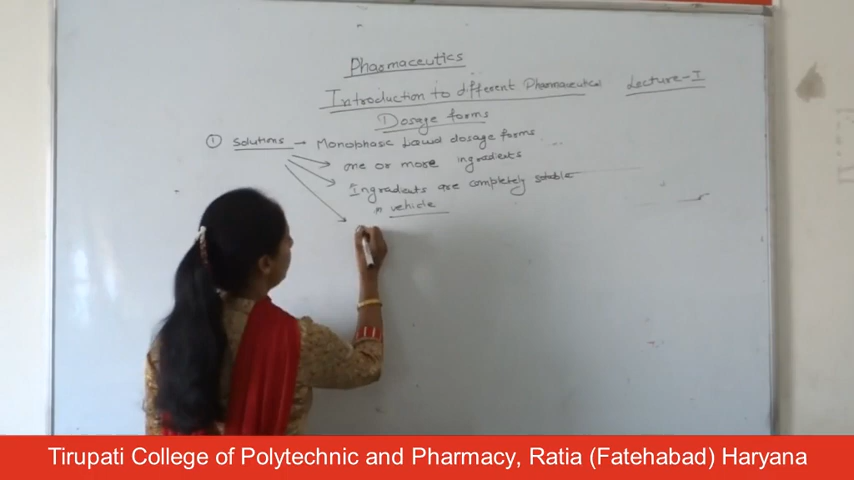 Pharmaceutics
Introduction to different Pharmaceutical Lecture-I
Dosage forms
① Solutions → Monophasic Liquid dosage forms
one or more ingredients
Ingredients are completely soluble
in vehicle
Tirupati College of Polytechnic and Pharmacy, Ratia (Fatehabad) Haryana